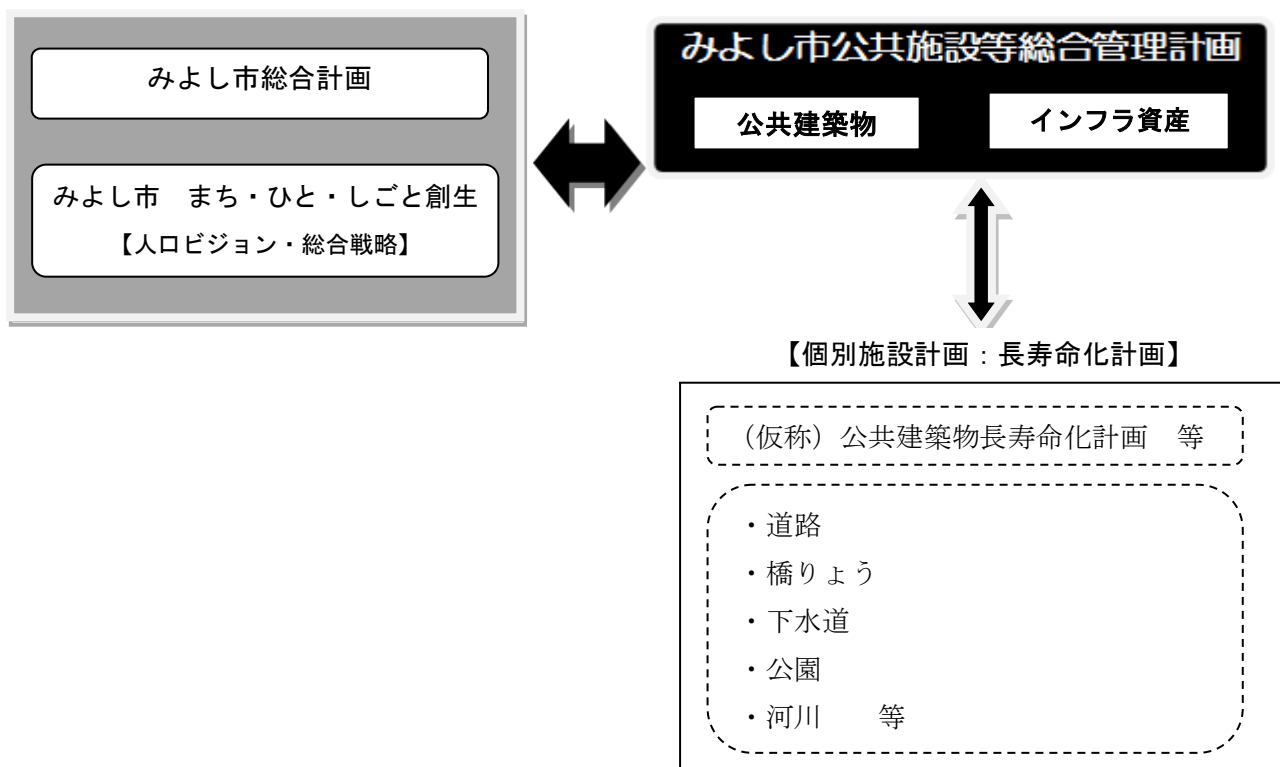 みよし市総合計画
みよし市　まち・ひと・しごと創生
【人口ビジョン・総合戦略】
みよし市公共施設等総合管理計画
公共建築物
インフラ資産
【個別施設計画：長寿命化計画】
（仮称）公共建築物長寿命化計画　等
・道路
・橋りょう
・下水道
・公園
・河川　　等